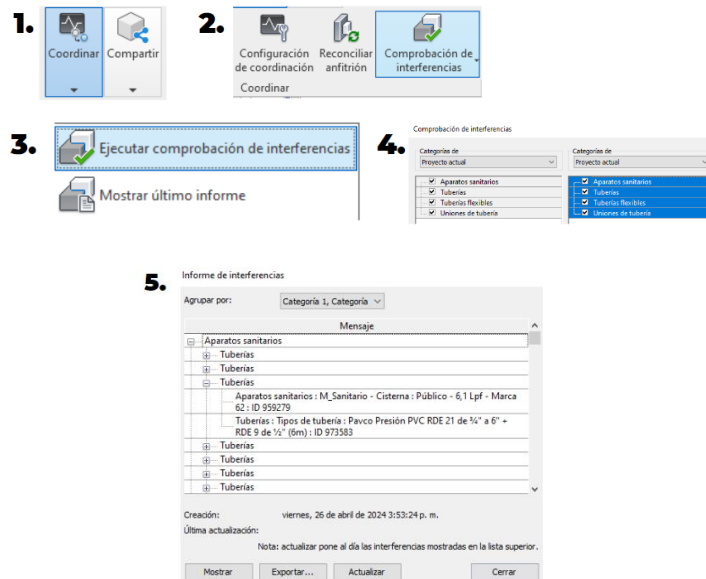 1.
Coordinar
Compartir
2.
Configuración
de coordinación
Reconciliar
anfitrión
Comprobación de
interferencias
Coordinar
3.
Ejecutar comprobación de interferencias
Mostrar último informe
4.
Comprobación de interferencias
Categorías de
Proyecto actual
Aparatos sanitarios
Tuberías
Tuberías flexibles
Uniones de tubería
Categorías de
Proyecto actual
Aparatos sanitarios
Tuberías
Tuberías flexibles
Uniones de tubería
5.
Informe de interferencias
Agrupar por:
Categoría 1, Categoría
Mensaje
Aparatos sanitarios
Tuberías
Tuberías
Tuberías
Aparatos sanitarios : M_Sanitario - Cisterna : Público - 6,1 Lpf - Marca
62 : ID 959279
Tuberías : Tipos de tubería : Pavco Presión PVC RDE 21 de ¾" a 6" +
RDE 9 de ½" (6m) : ID 973583
Tuberías
Tuberías
Tuberías
Tuberías
Creación:
viernes, 26 de abril de 2024 3:53:24 p. m.
Última actualización:
Nota: actualizar pone al día las interferencias mostradas en la lista superior.
Mostrar
Exportar...
Actualizar
Cerrar